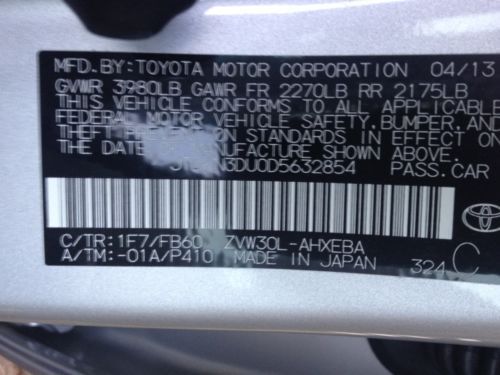 MFD.BY:TOYOTA MOTOR CORPORATION 04/13
GVWR 3980LB GAWR FR 2270LB RR 2175LB
THIS VEHICLE CONFORMS TO ALL APPLICABLE
FEDERAL MOTOR VEHICLE SAFETY, BUMPER, AND
THEFT PREVENTION STANDARDS IN EFFECT ON
THE DATE OF MANUFACTURE SHOWN ABOVE.
3DU0D5632854 PASS.CAR
C/TR:1F7/FB60 ZVW30L-AHXEBA
A/TM:-01A/P410 MADE IN JAPAN 324 C
TOYOTA